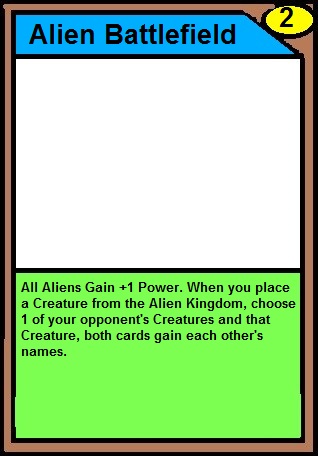 Alien Battlefield
2
All Aliens Gain +1 Power. When you place
a Creature from the Alien Kingdom, choose
1 of your opponent's Creatures and that
Creature, both cards gain each other's
names.